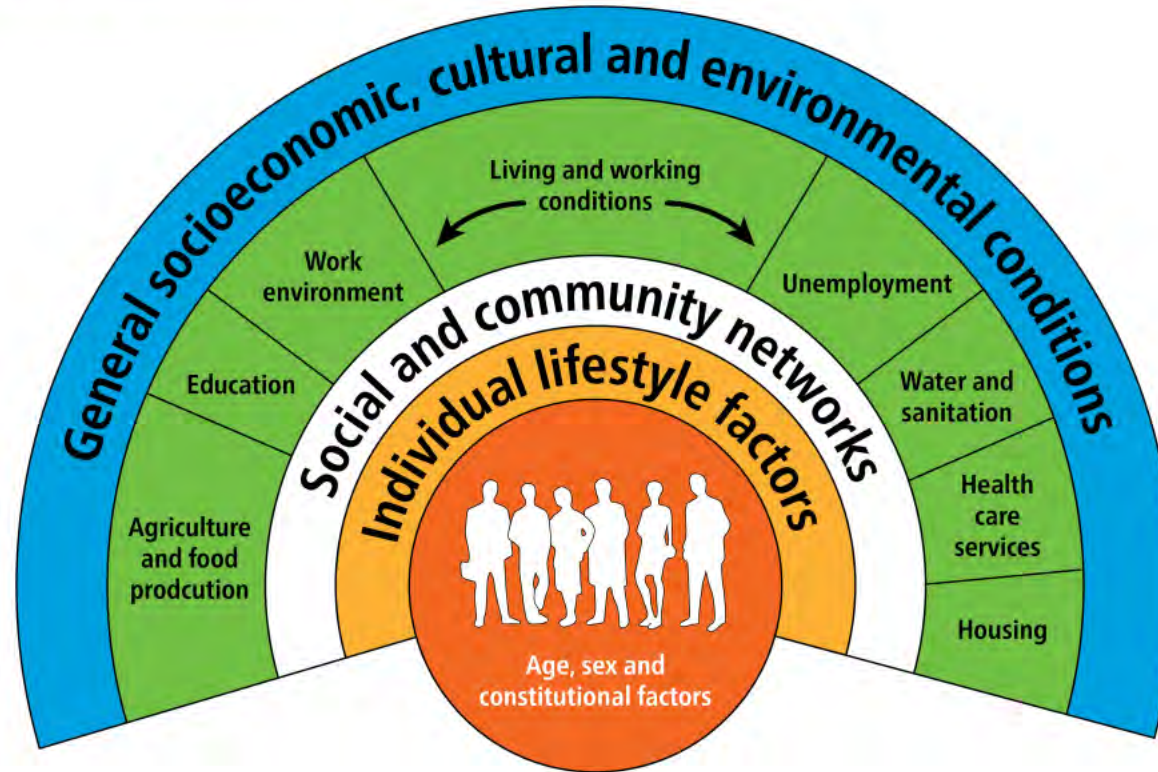 General socioeconomic, cultural and environmental conditions
Living and working
conditions
Work
environment
Unemployment
Education
Water and
sanitation
Agriculture
and food
prodcution
Health
care
services
Housing
Social and community networks
Individual lifestyle factors
Age, sex and
constitutional factors